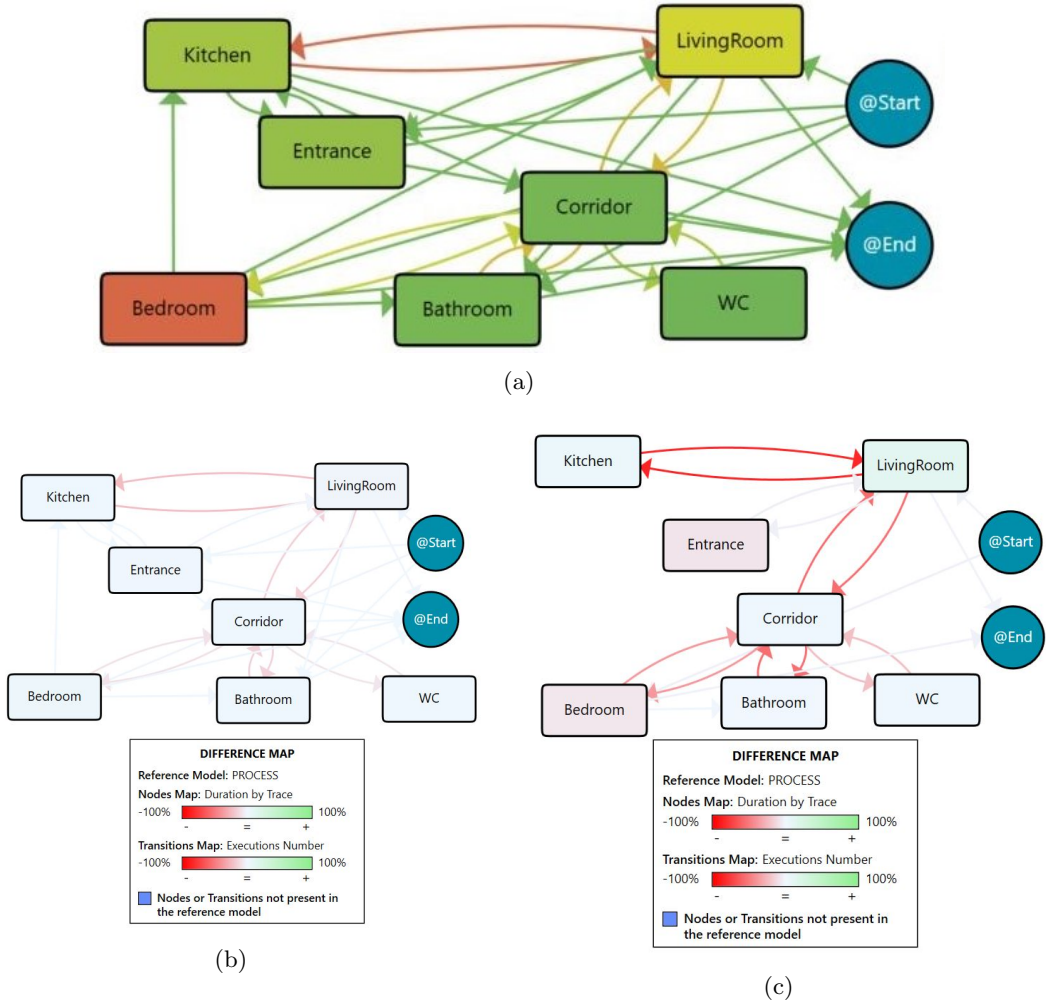 Kitchen
LivingRoom
@Start
Entrance
Corridor
@End
Bedroom
Bathroom
WC
(a)
Kitchen
LivingRoom
@Start
Entrance
@End
Corridor
Bedroom
Bathroom
WC
DIFFERENCE MAP
Reference Model: PROCESS
Nodes Map: Duration by Trace
-100% 100%
- = +
Transitions Map: Executions Number
-100% 100%
- = +
Nodes or Transitions not present in
the reference model
(b)
Kitchen
LivingRoom
@Start
Entrance
Corridor
@End
Bedroom
Bathroom
WC
DIFFERENCE MAP
Reference Model: PROCESS
Nodes Map: Duration by Trace
-100% 100%
- = +
Transitions Map: Executions Number
-100% 100%
- = +
Nodes or Transitions not present in
the reference model
(c)